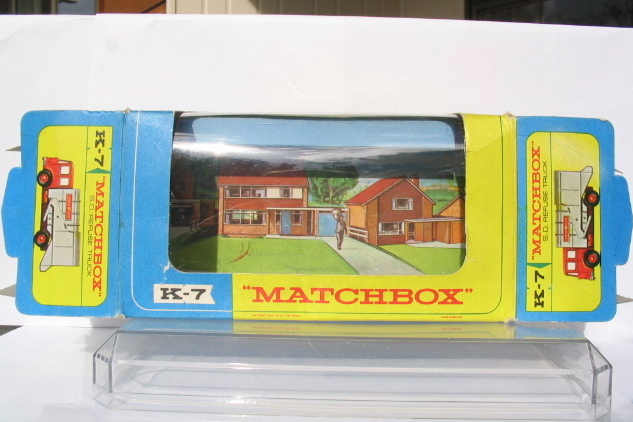 K-7 "MATCHBOX"
S.D. REFUSE TRUCK
K-7
"MATCHBOX"
K-7 "MATCHBOX"
S.D. REFUSE TRUCK